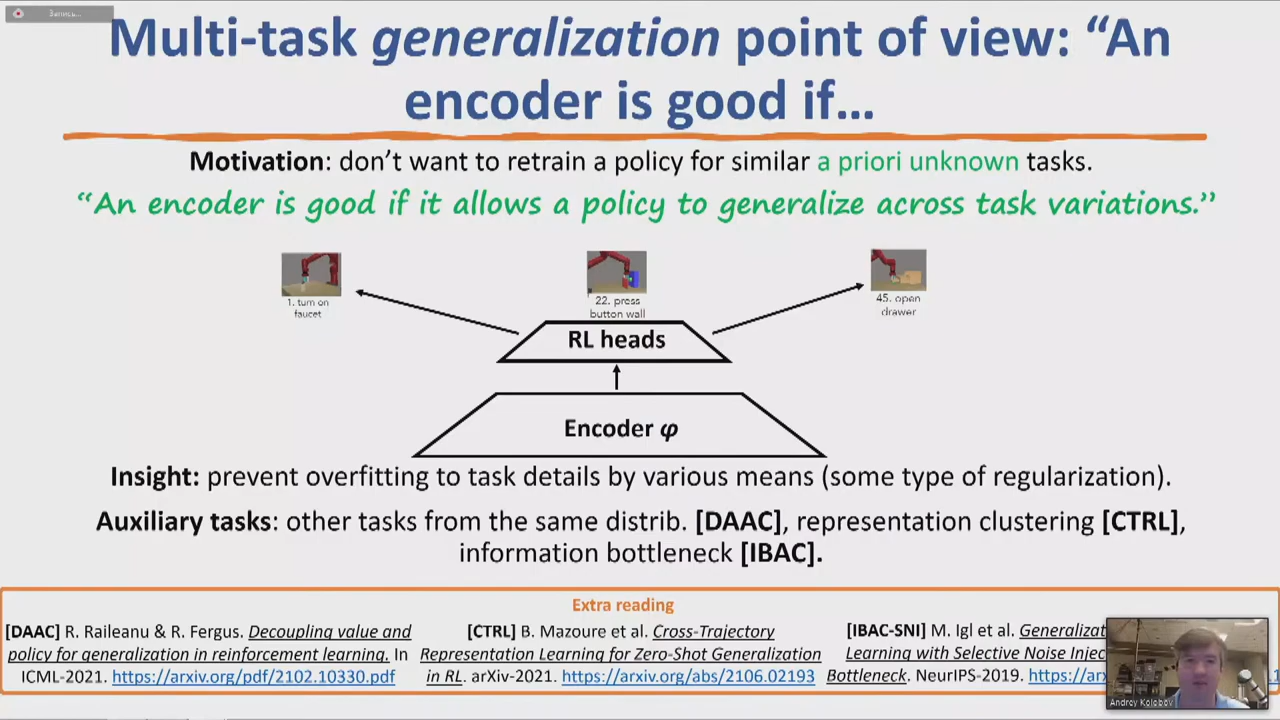 Запись...
Multi-task generalization point of view: “An
encoder is good if…
Motivation: don’t want to retrain a policy for similar a priori unknown tasks.
“An encoder is good if it allows a policy to generalize across task variations.”
1. turn on
faucet
22. press
button wall
45. open
drawer
RL heads
Encoder φ
Insight: prevent overfitting to task details by various means (some type of regularization).
Auxiliary tasks: other tasks from the same distrib. [DAAC], representation clustering [CTRL],
information bottleneck [IBAC].
Extra reading
[DAAC] R. Raileanu & R. Fergus. Decoupling value and
policy for generalization in reinforcement learning. In
ICML-2021. https://arxiv.org/pdf/2102.10330.pdf
[CTRL] B. Mazoure et al. Cross-Trajectory
Representation Learning for Zero-Shot Generalization
in RL. arXiv-2021. https://arxiv.org/abs/2106.02193
[IBAC-SNI] M. Igl et al.
Learning with Selective Noise
Bottleneck. NeurIPS-2019.
Andrey Kolobov